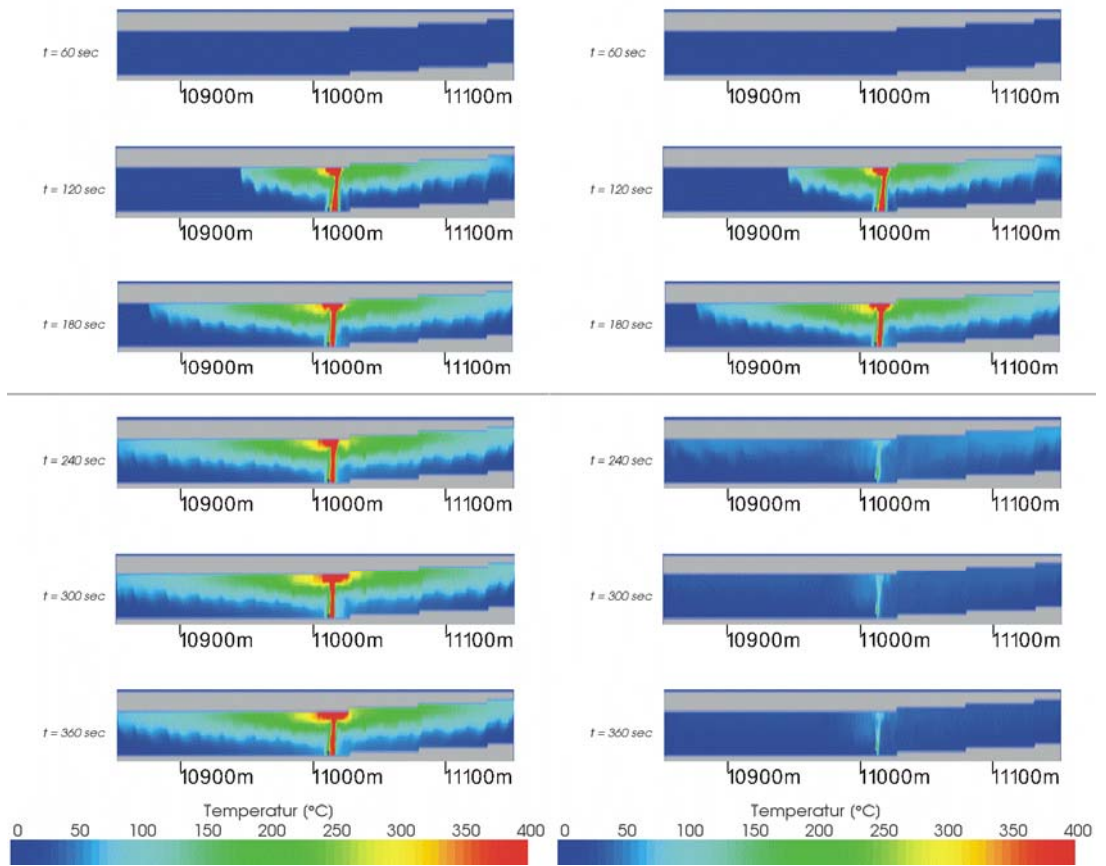 t = 60 sec
10900m 11000m 11100m
t = 60 sec
10900m 11000m 11100m
t = 120 sec
10900m 11000m 11100m
t = 120 sec
10900m 11000m 11100m
t = 180 sec
10900m 11000m 11100m
t = 180 sec
10900m 11000m 11100m
t = 240 sec
10900m 11000m 11100m
t = 240 sec
10900m 11000m 11100m
t = 300 sec
10900m 11000m 11100m
t = 300 sec
10900m 11000m 11100m
t = 360 sec
10900m 11000m 11100m
t = 360 sec
10900m 11000m 11100m
Temperatur (°C)
0 50 100 150 200 250 300 350 400
Temperatur (°C)
0 50 100 150 200 250 300 350 400